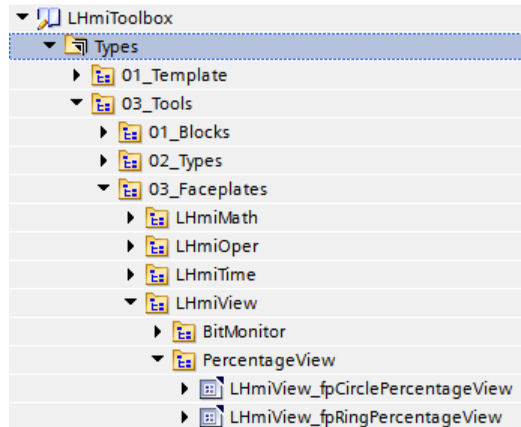 LHmiToolbox
Types
01_Template
03_Tools
01_Blocks
02_Types
03_Faceplates
LHmiMath
LHmiOper
LHmiTime
LHmiView
BitMonitor
PercentageView
LHmiView_fpCirclePercentageView
LHmiView_fpRingPercentageView